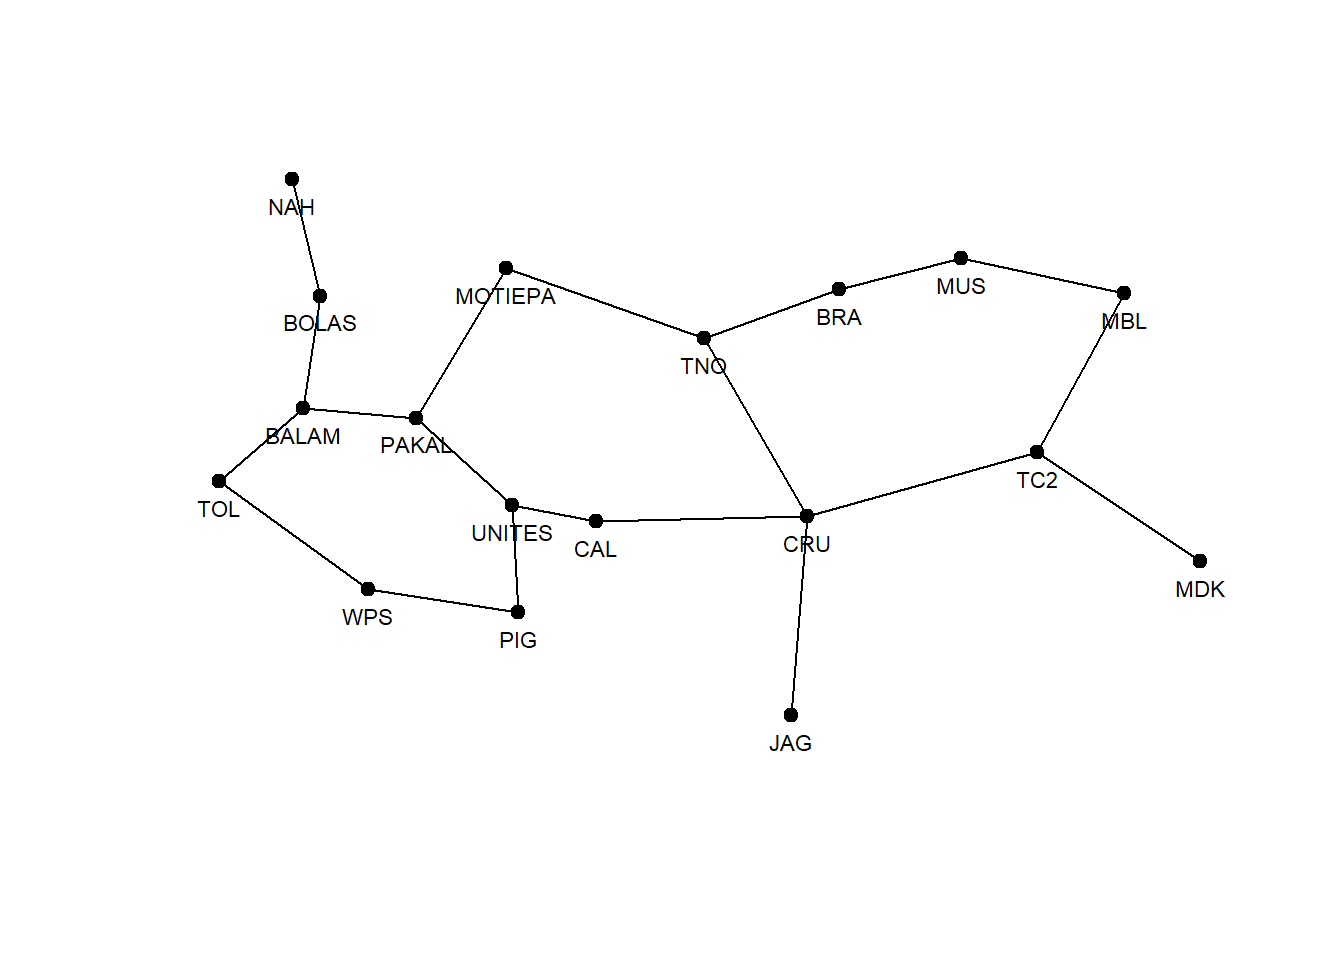 NAH
MOTIEPA
BOLAS
MUS
BRA
MBL
TNO
BALAM
PAKAL
TC2
TOL
UNITES
CAL
CRU
MDK
WPS
PIG
JAG